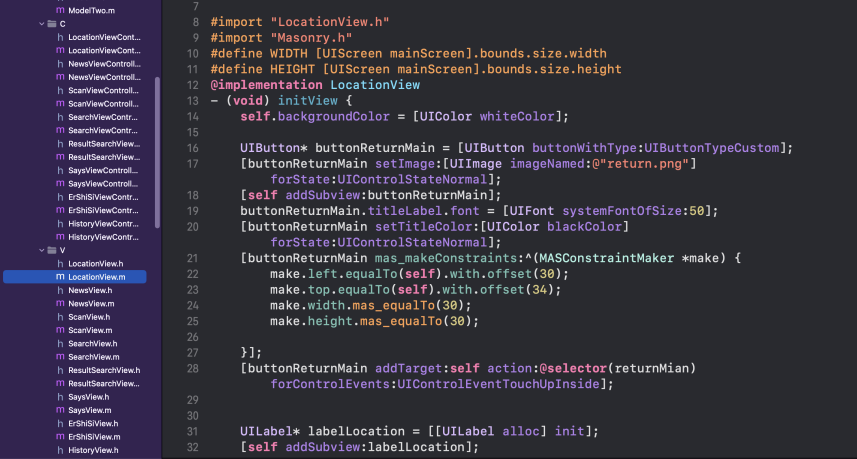 m ModelTwo.m
C
h LocationViewCont...
m LocationViewCont...
h NewsViewControll...
m NewsViewControll...
h ScanViewControll...
m ScanViewControll...
h SearchViewContr...
m SearchViewContr...
h ResultSearchView...
m ResultSearchView...
h SaysViewControll...
m SaysViewControll...
h ErShiSiViewContr...
m ErShiSiViewContr...
h HistoryViewContr...
m HistoryViewContr...
V
h LocationView.h
m LocationView.m
h NewsView.h
m NewsView.m
h ScanView.h
m ScanView.m
h SearchView.h
m SearchView.m
h ResultSearchView.h
m ResultSearchView...
h SaysView.h
m SaysView.m
h ErShiSiView.h
m ErShiSiView.m
h HistoryView.h
7
8 #import "LocationView.h"
9 #import "Masonry.h"
10 #define WIDTH [UIScreen mainScreen].bounds.size.width
11 #define HEIGHT [UIScreen mainScreen].bounds.size.height
12 @implementation LocationView
13 - (void) initView {
14 self.backgroundColor = [UIColor whiteColor];
15
16 UIButton* buttonReturnMain = [UIButton buttonWithType:UIButtonTypeCustom];
17 [buttonReturnMain setImage:[UIImage imageNamed:@"return.png"]
forState:UIControlStateNormal];
18 [self addSubview:buttonReturnMain];
19 buttonReturnMain.titleLabel.font = [UIFont systemFontOfSize:50];
20 [buttonReturnMain setTitleColor:[UIColor blackColor]
forState:UIControlStateNormal];
21 [buttonReturnMain mas_makeConstraints:^(MASConstraintMaker *make) {
22 make.left.equalTo(self).with.offset(30);
23 make.top.equalTo(self).with.offset(34);
24 make.width.mas_equalTo(30);
25 make.height.mas_equalTo(30);
26
27 }];
28 [buttonReturnMain addTarget:self action:@selector(returnMian)
forControlEvents:UIControlEventTouchUpInside];
29
30
31 UILabel* labelLocation = [[UILabel alloc] init];
32 [self addSubview:labelLocation];